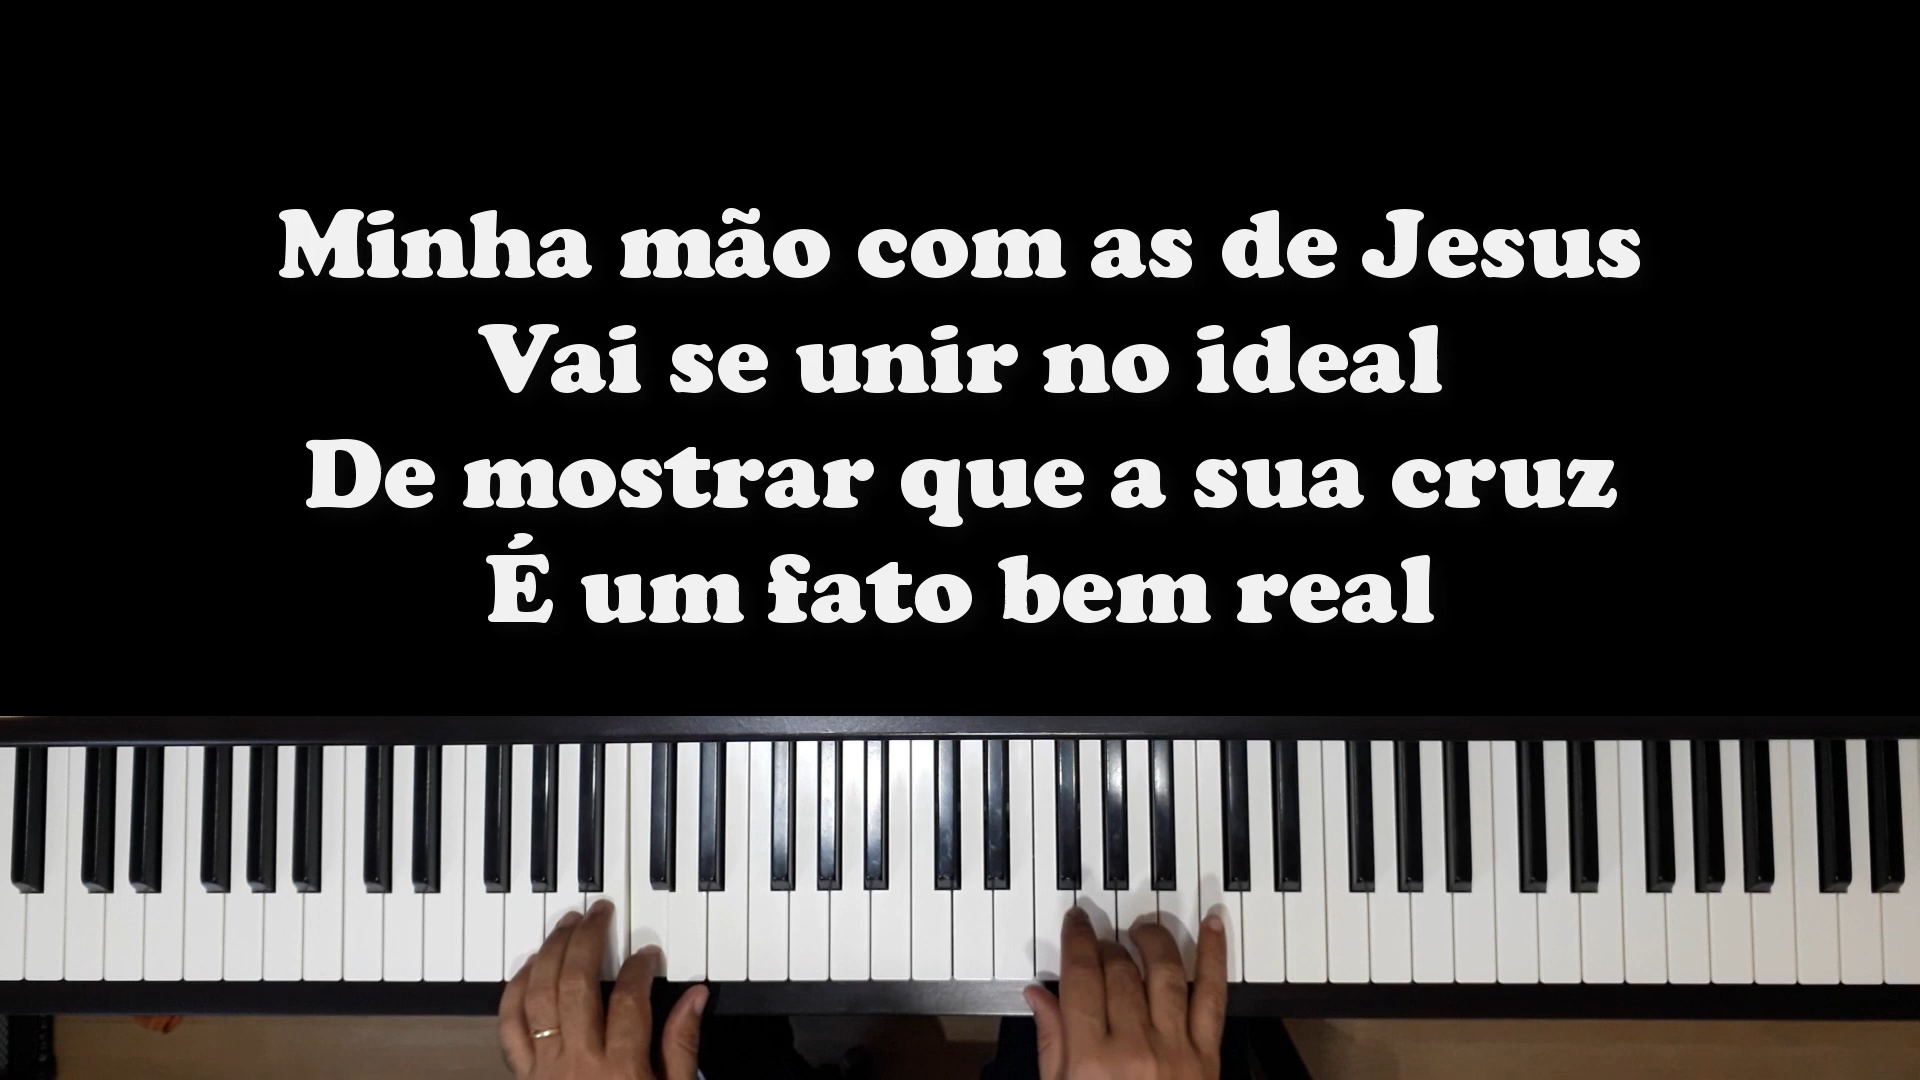 Minha mão com as de Jesus
Vai se unir no ideal
De mostrar que a sua cruz
É um fato bem real